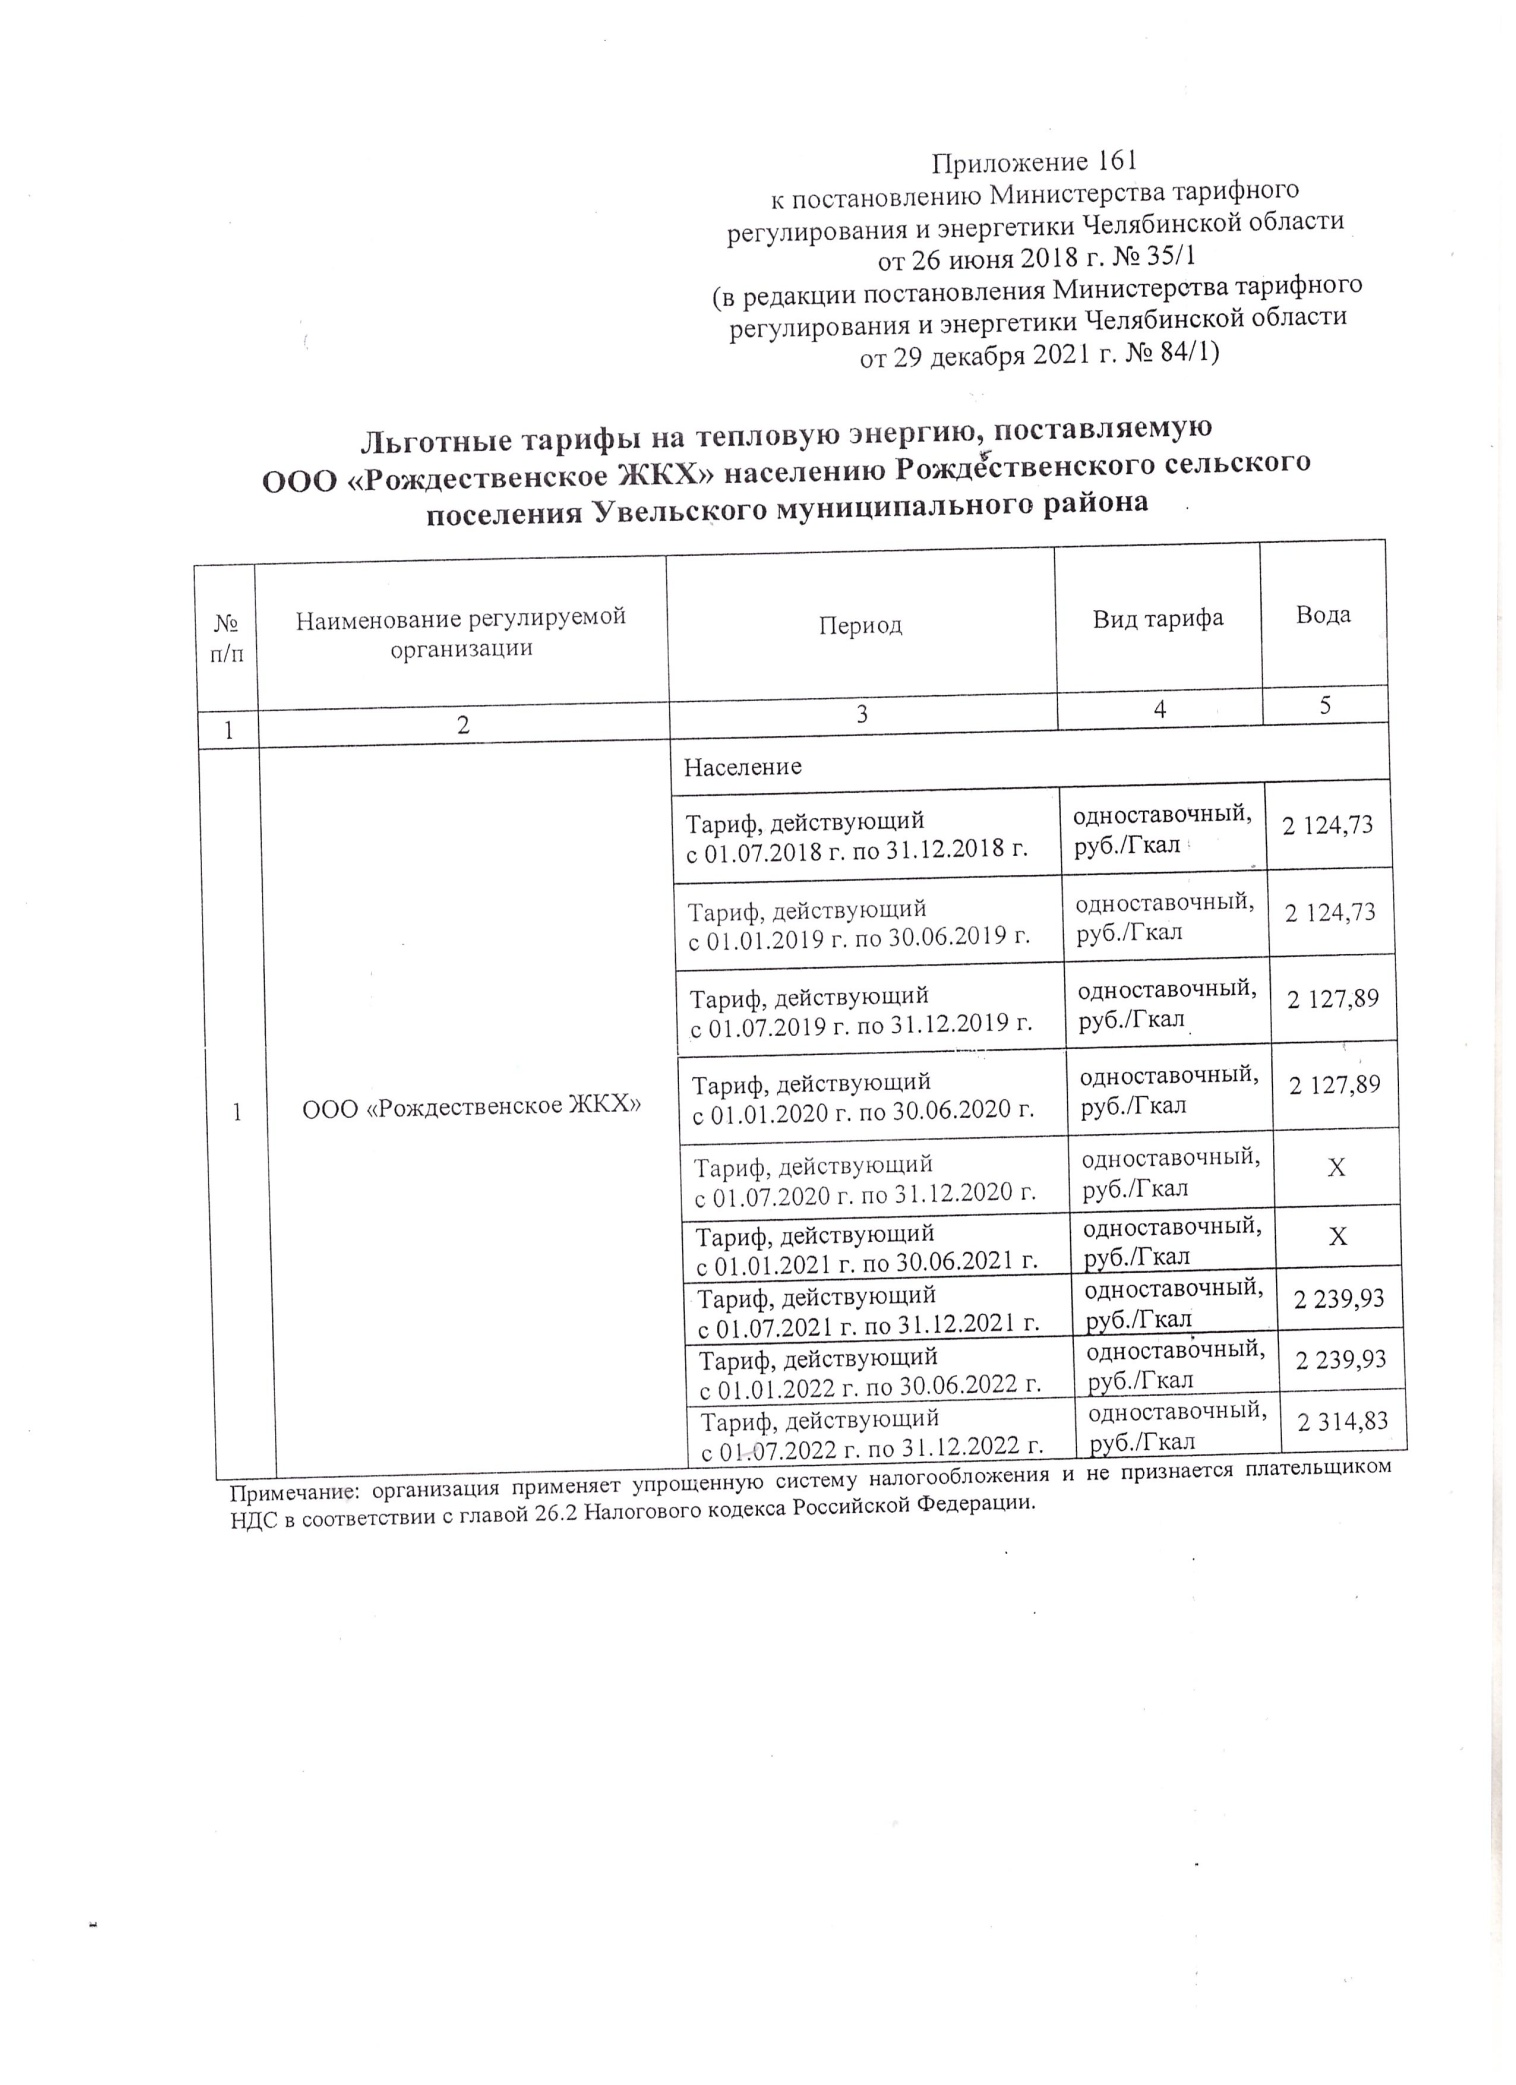 Приложение 161
к постановлению Министерства тарифного
регулирования и энергетики Челябинской области
от 26 июня 2018 г. № 35/1
(в редакции постановления Министерства тарифного
регулирования и энергетики Челябинской области
от 29 декабря 2021 г. № 84/1)
Льготные тарифы на тепловую энергию, поставляемую
ООО «Рождественское ЖКХ» населению Рождественского сельского
поселения Увельского муниципального района
№
п/п
Наименование регулируемой
организации
Период
Вид тарифа
Вода
1
2
3
4
5
1
ООО «Рождественское ЖКХ»
Население
Тариф, действующий
с 01.07.2018 г. по 31.12.2018 г.
одноставочный,
руб./Гкал
2 124,73
Тариф, действующий
с 01.01.2019 г. по 30.06.2019 г.
одноставочный,
руб./Гкал
2 124,73
Тариф, действующий
с 01.07.2019 г. по 31.12.2019 г.
одноставочный,
руб./Гкал
2 127,89
Тариф, действующий
с 01.01.2020 г. по 30.06.2020 г.
одноставочный,
руб./Гкал
2 127,89
Тариф, действующий
с 01.07.2020 г. по 31.12.2020 г.
одноставочный,
руб./Гкал
Х
Тариф, действующий
с 01.01.2021 г. по 30.06.2021 г.
одноставочный,
руб./Гкал
Х
Тариф, действующий
с 01.07.2021 г. по 31.12.2021 г.
одноставочный,
руб./Гкал
2 239,93
Тариф, действующий
с 01.01.2022 г. по 30.06.2022 г.
одноставочный,
руб./Гкал
2 239,93
Тариф, действующий
с 01.07.2022 г. по 31.12.2022 г.
одноставочный,
руб./Гкал
2 314,83
Примечание: организация применяет упрощенную систему налогообложения и не признается плательщиком
НДС в соответствии с главой 26.2 Налогового кодекса Российской Федерации.